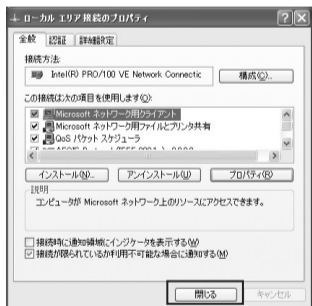 ローカル エリア接続のプロパティ
全般 認証 詳細設定
接続方法:
Intel(R) PRO/100 VE Network Connectic
構成(C)...
この接続は次の項目を使用します(O):
Microsoft ネットワーク用クライアント
Microsoft ネットワーク用ファイルとプリンタ共有
QoS パケット スケジューラ
インストール(N)... アンインストール(U) プロパティ(R)
説明
コンピュータが Microsoft ネットワーク上のリソースにアクセスできます。
接続時に通知領域にインジケータを表示する(W)
接続が限られているか利用不可能な場合に通知する(M)
閉じる キャンセル